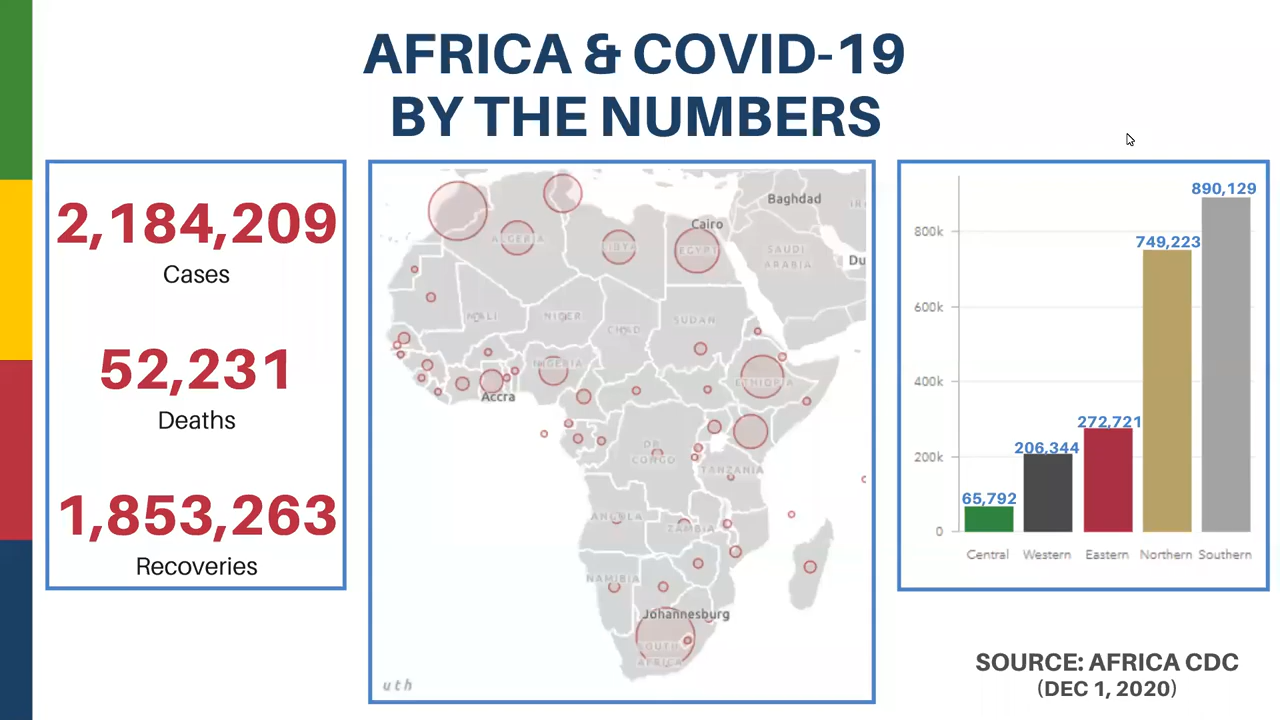 AFRICA & COVID-19
BY THE NUMBERS
2,184,209
Cases
52,231
Deaths
1,853,263
Recoveries
Baghdad
Cairo
ALGERIA
LIBYA
EGYPT
SAUDI
ARABIA
Du
MALI
NIGER
CHAD
SUDAN
NIGERIA
ETHIOPIA
Accra
DR
CONGO
TANZANIA
ANGOLA
ZAMBIA
NAMIBIA
Johannesburg
SOUTH
AFRICA
uth
890,129
800k
749,223
600k
400k
272,721
206,344
200k
65,792
0
Central Western Eastern Northern Southern
SOURCE: AFRICA CDC
(DEC 1, 2020)